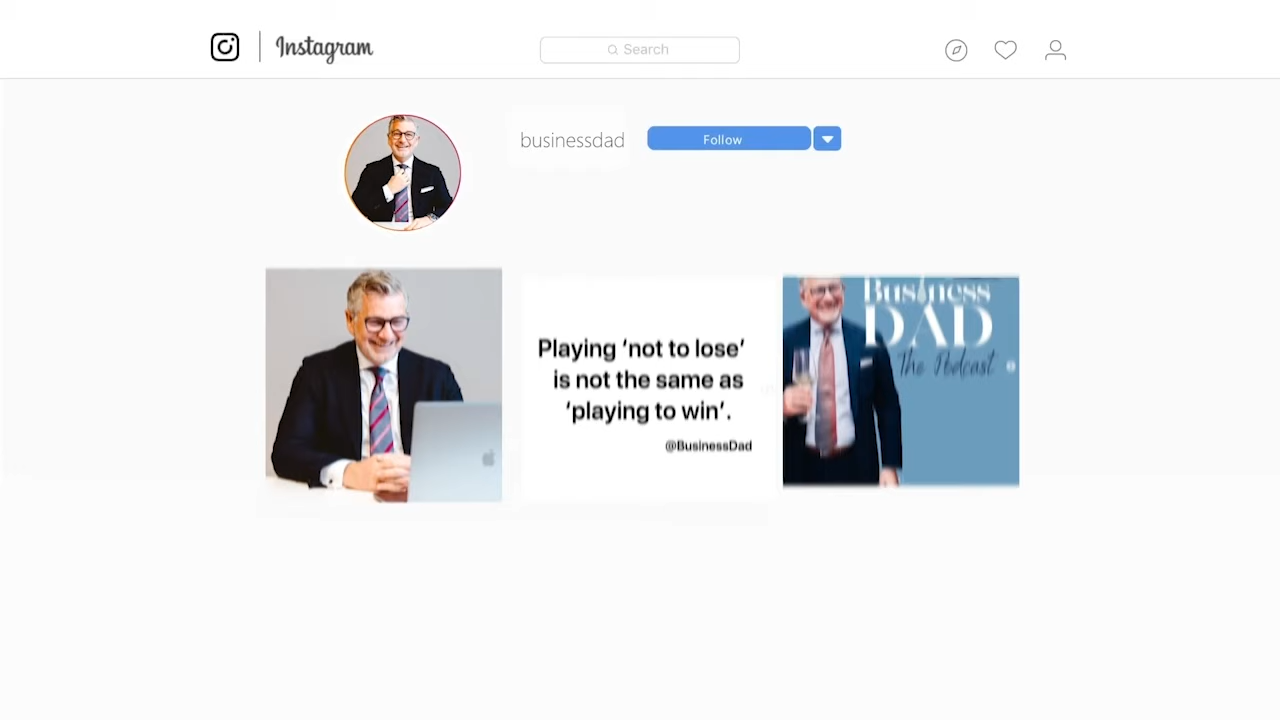 Instagram
Search
businessdad
Follow
Playing ‘not to lose’
is not the same as
‘playing to win’.
@BusinessDad
Business
DAD
The Podcast